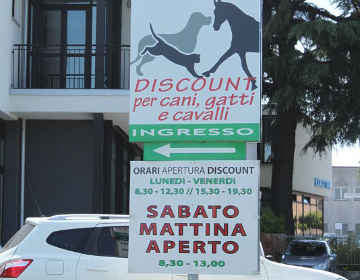 DISCOUNT
per cani, gatti
e cavalli
INGRESSO
ORARI APERTURA DISCOUNT
LUNEDI - VENERDI
8,30 - 12,30 // 15,30 - 19,30
SABATO
MATTINA
APERTO
8,30 - 13,00